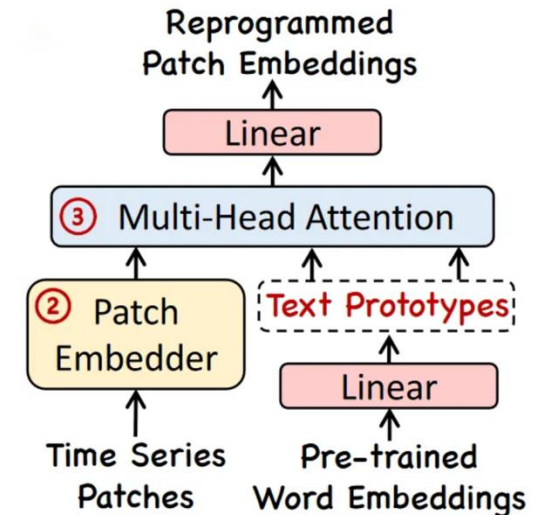 Reprogrammed
Patch Embeddings
Linear
③ Multi-Head Attention
② Patch
Embedder
Text Prototypes
Linear
Time Series
Patches
Pre-trained
Word Embeddings